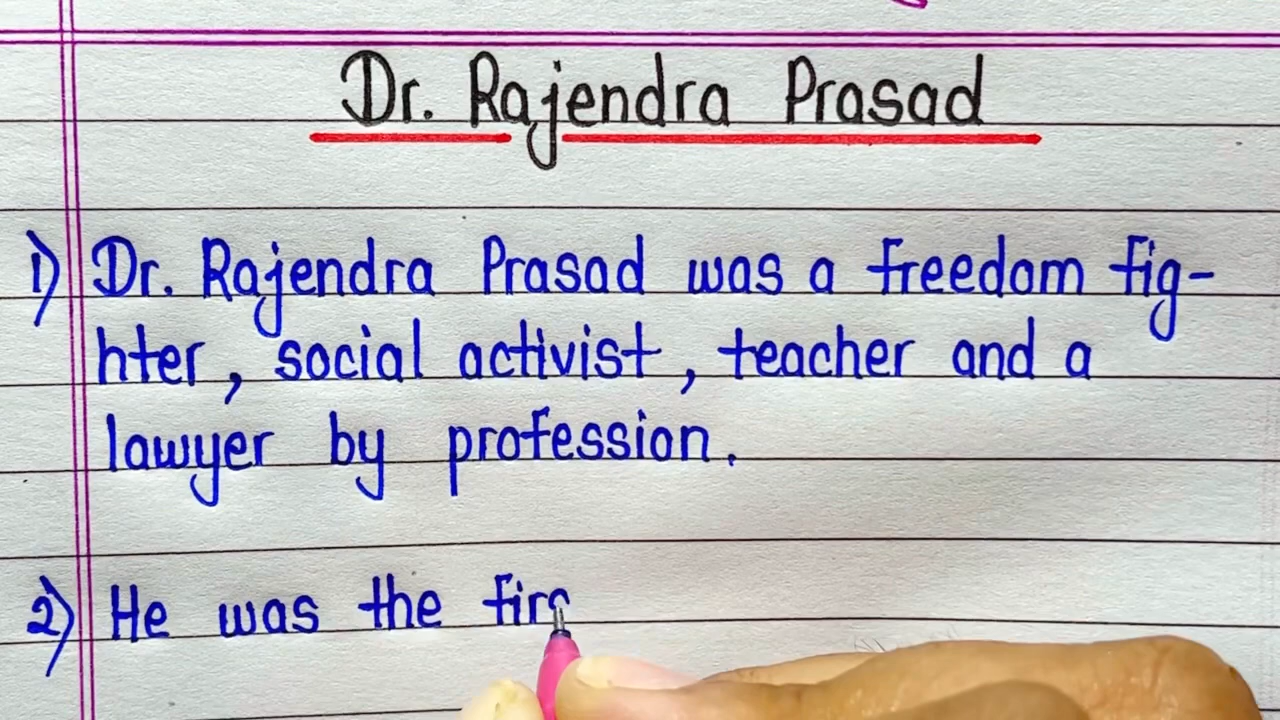 Dr. Rajendra Prasad
1) Dr. Rajendra Prasad was a freedom fig-
hter, social activist, teacher and a
lawyer by profession.
2) He was the firs